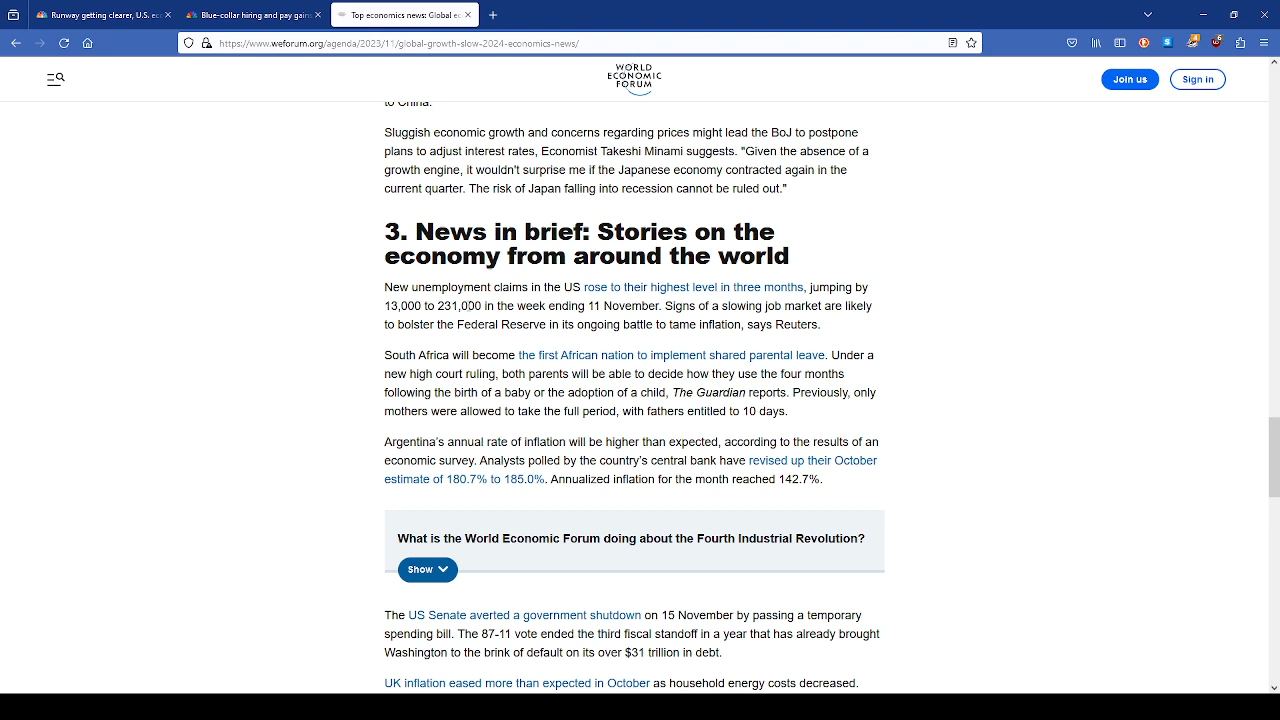 Runway getting clearer, U.S. ec
Blue-collar hiring and pay gains
Top economics news: Global ec
https://www.weforum.org/agenda/2023/11/global-growth-slow-2024-economics-news/
WORLD
ECONOMIC
FORUM
Join us
Sign in
to China.
Sluggish economic growth and concerns regarding prices might lead the BoJ to postpone
plans to adjust interest rates, Economist Takeshi Minami suggests. "Given the absence of a
growth engine, it wouldn't surprise me if the Japanese economy contracted again in the
current quarter. The risk of Japan falling into recession cannot be ruled out."
3. News in brief: Stories on the
economy from around the world
New unemployment claims in the US rose to their highest level in three months, jumping by
13,000 to 231,000 in the week ending 11 November. Signs of a slowing job market are likely
to bolster the Federal Reserve in its ongoing battle to tame inflation, says Reuters.
South Africa will become the first African nation to implement shared parental leave. Under a
new high court ruling, both parents will be able to decide how they use the four months
following the birth of a baby or the adoption of a child, The Guardian reports. Previously, only
mothers were allowed to take the full period, with fathers entitled to 10 days.
Argentina's annual rate of inflation will be higher than expected, according to the results of an
economic survey. Analysts polled by the country's central bank have revised up their October
estimate of 180.7% to 185.0%. Annualized inflation for the month reached 142.7%.
What is the World Economic Forum doing about the Fourth Industrial Revolution?
Show
The US Senate averted a government shutdown on 15 November by passing a temporary
spending bill. The 87-11 vote ended the third fiscal standoff in a year that has already brought
Washington to the brink of default on its over $31 trillion in debt.
UK inflation eased more than expected in October as household energy costs decreased.